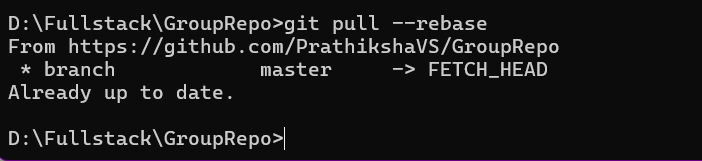 D:\Fullstack\GroupRepo>git pull --rebase
From https://github.com/PrathikshaVS/GroupRepo
 * branch            master     -> FETCH_HEAD
Already up to date.
D:\Fullstack\GroupRepo>